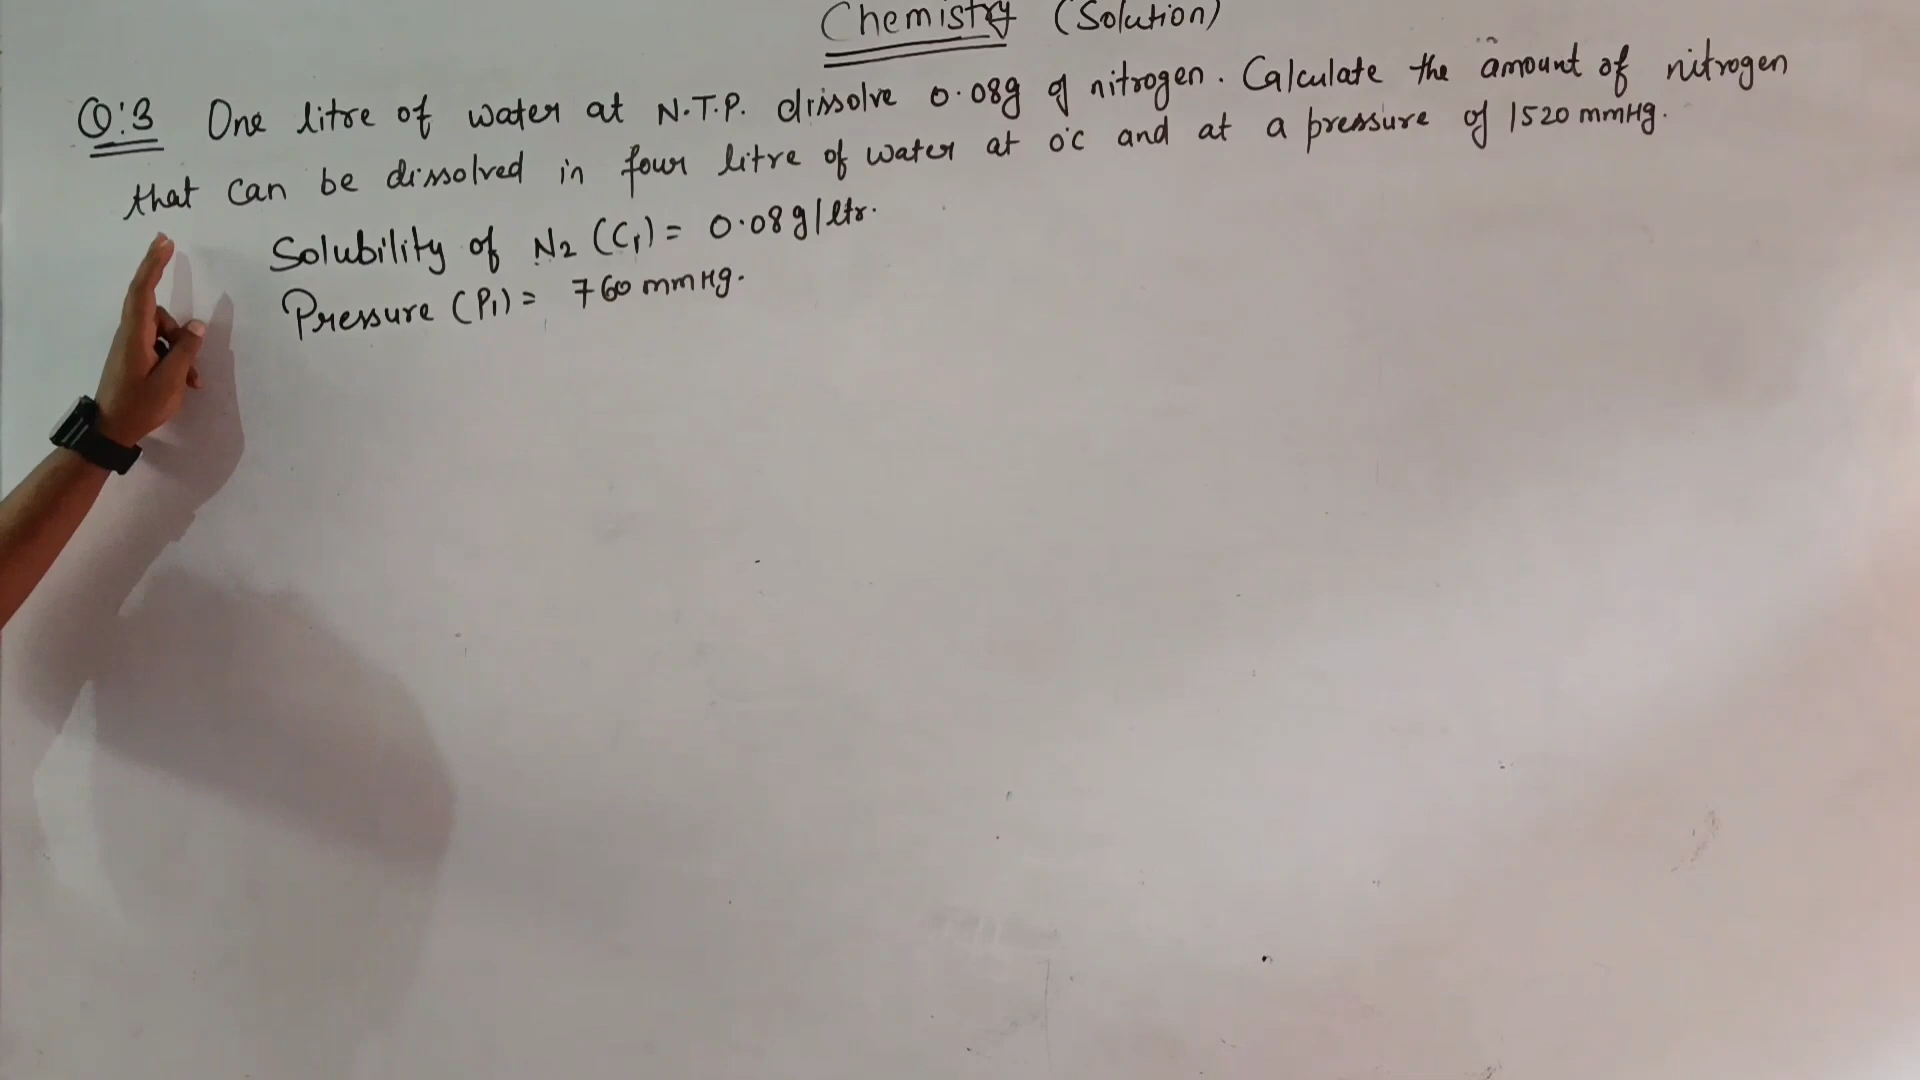 Chemistry (Solution)
Q:3 One litre of water at N.T.P. dissolve 0.08g of nitrogen. Calculate the amount of nitrogen
that can be dissolved in four litre of water at 0°C and at a pressure of 1520 mmHg.
Solubility of N2 (C1) = 0.08g/ltr.
Pressure (P1) = 760 mmHg.